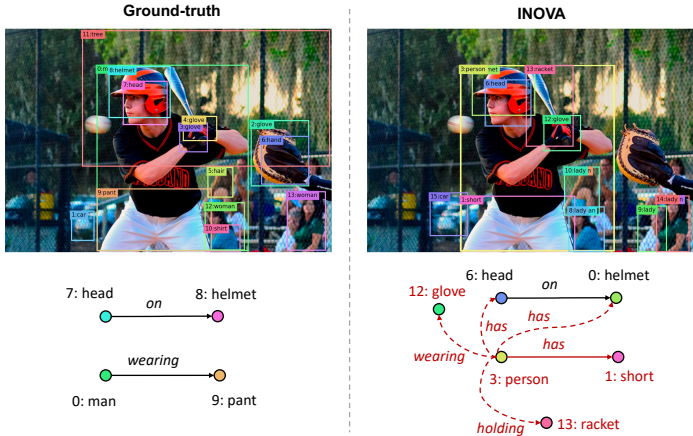 Ground-truth
11:tree
0:m
8:helmet
7:head
4:glove
3:glove
2:glove
6:hand
5:hair
9:pant
12:woman
13:woman
1:car
10:shirt
7: head
on
8: helmet
wearing
0: man
9: pant
INOVA
3:person
met
13:racket
6:head
12:glove
10:lady n
15:car
1:short
14:lady n
8:lady an
9:lady
6: head
on
0: helmet
12: glove
has
has
has
wearing
3: person
1: short
holding
13: racket